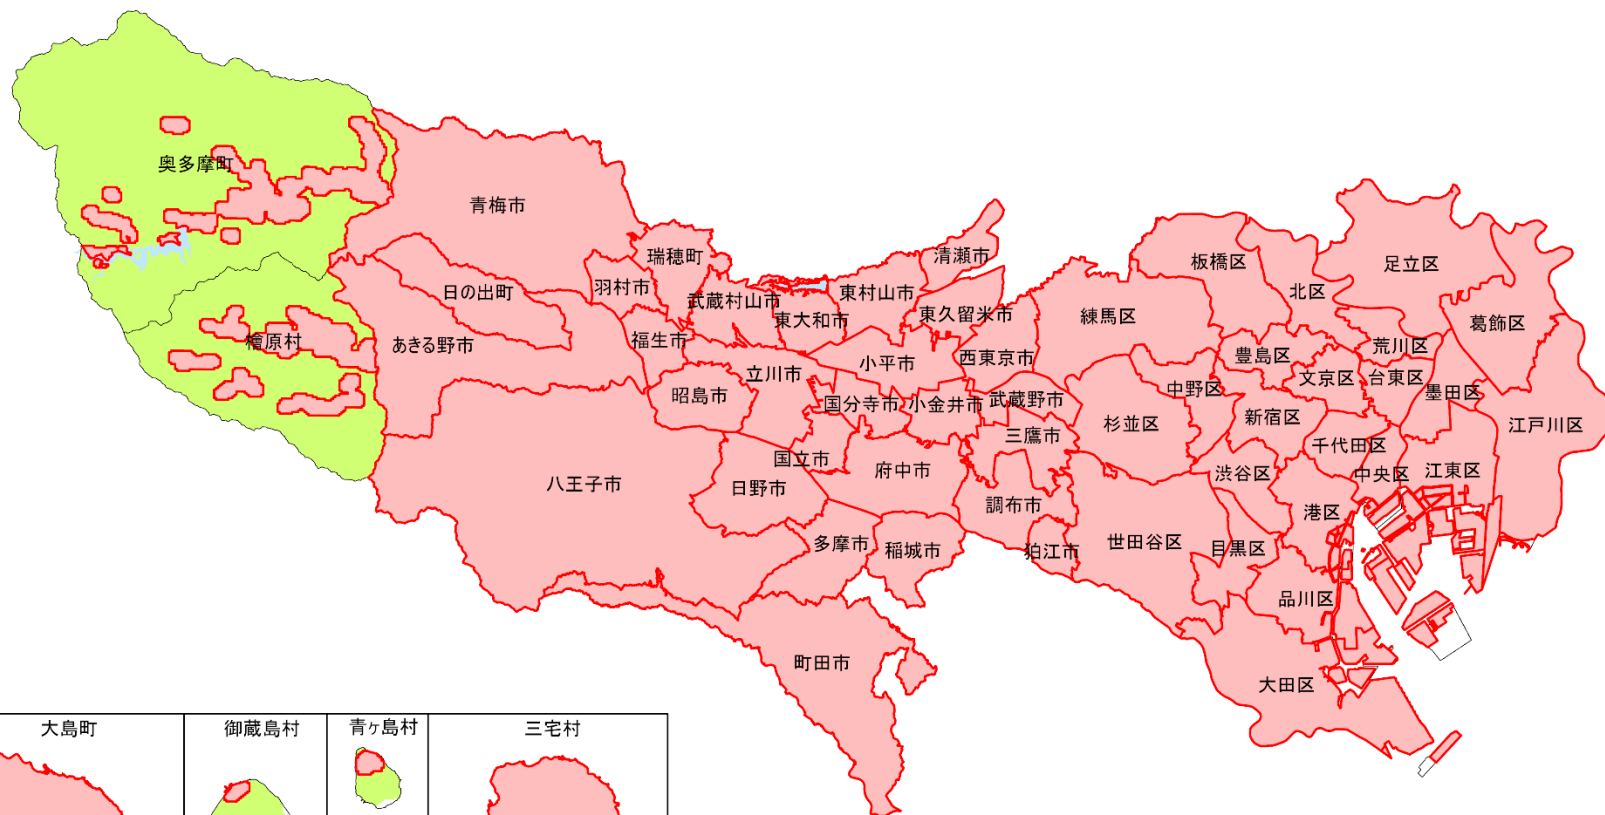 奥多摩町
青梅市
瑞穂町
清瀬市
板橋区
足立区
日の出町
羽村市
武蔵村山市
東村山市
北区
東大和市
東久留米市
練馬区
葛飾区
檜原村
あきる野市
福生市
小平市
西東京市
豊島区
荒川区
立川市
昭島市
国分寺市
小金井市
武蔵野市
中野区
文京区
台東区
墨田区
三鷹市
杉並区
新宿区
江戸川区
国立市
府中市
千代田区
八王子市
日野市
渋谷区
中央区
江東区
調布市
港区
多摩市
稲城市
狛江市
世田谷区
目黒区
品川区
町田市
大田区
大島町
御蔵島村
青ヶ島村
三宅村